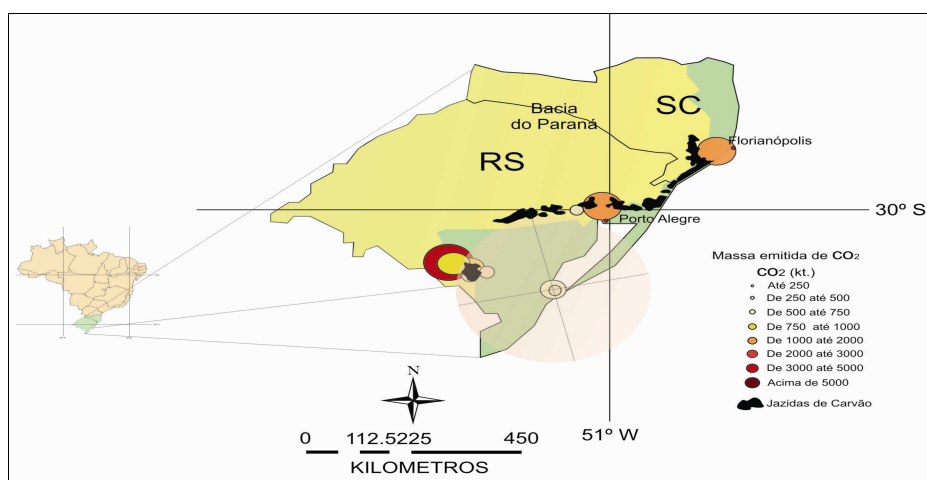 SC
Bacia
do Paraná
Florianópolis
RS
30º S
Porto Alegre
Massa emitida de CO2
CO2 (kt.)
Até 250
De 250 até 500
De 500 até 750
De 750 até 1000
De 1000 até 2000
De 2000 até 3000
De 3000 até 5000
Acima de 5000
Jazidas de Carvão
N
51º W
0 112.5225 450
KILOMETROS